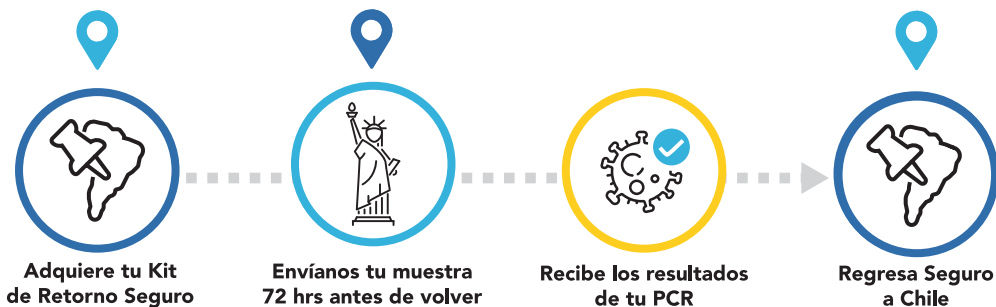 Adquiere tu Kit
de Retorno Seguro
Envíanos tu muestra
72 hrs antes de volver
Recibe los resultados
de tu PCR
Regresa Seguro
a Chile